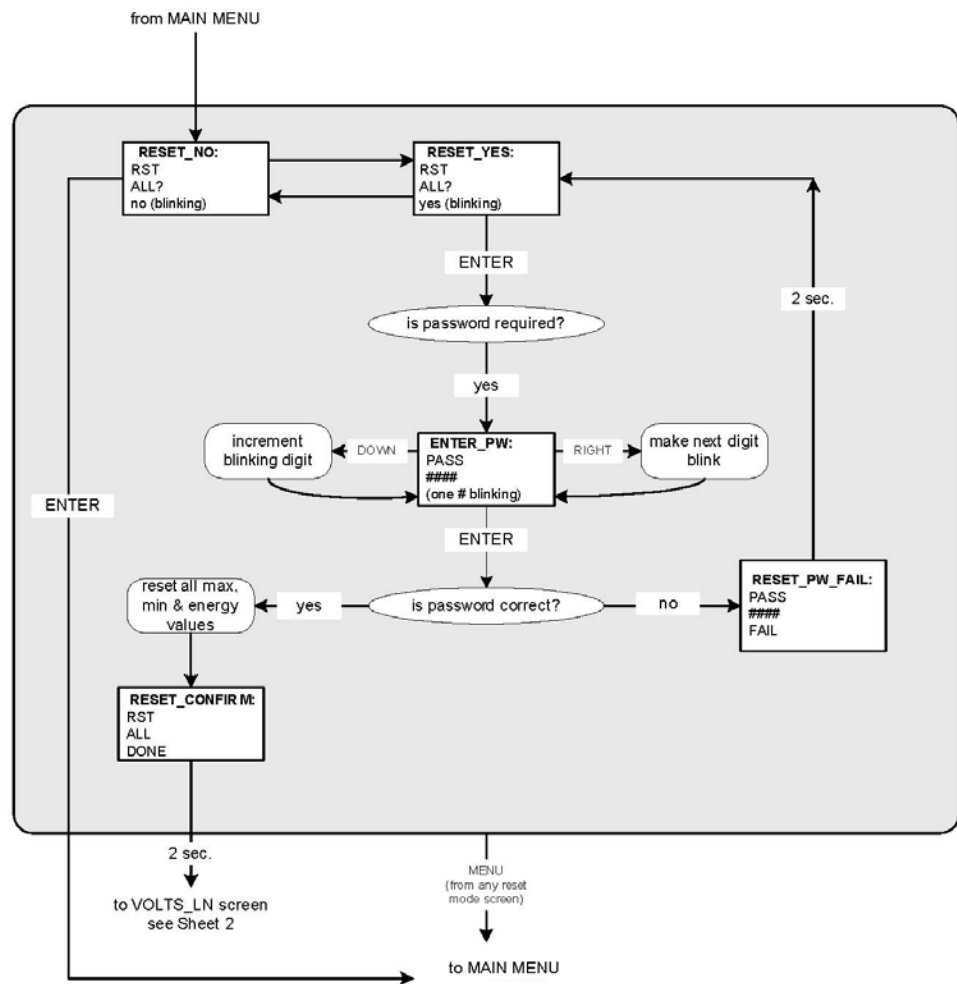 from MAIN MENU
RESET_NO:
RST
ALL?
no (blinking)
RESET_YES:
RST
ALL?
yes (blinking)
ENTER
2 sec.
is password required?
yes
increment
blinking digit
DOWN
ENTER_PW:
PASS
####
(one # blinking)
RIGHT
make next digit
blink
ENTER
ENTER
reset all max,
min & energy
values
yes
is password correct?
no
RESET_PW_FAIL:
PASS
####
FAIL
RESET_CONFIRM:
RST
ALL
DONE
2 sec.
to VOLTS_LN screen
see Sheet 2
MENU
(from any reset
mode screen)
to MAIN MENU